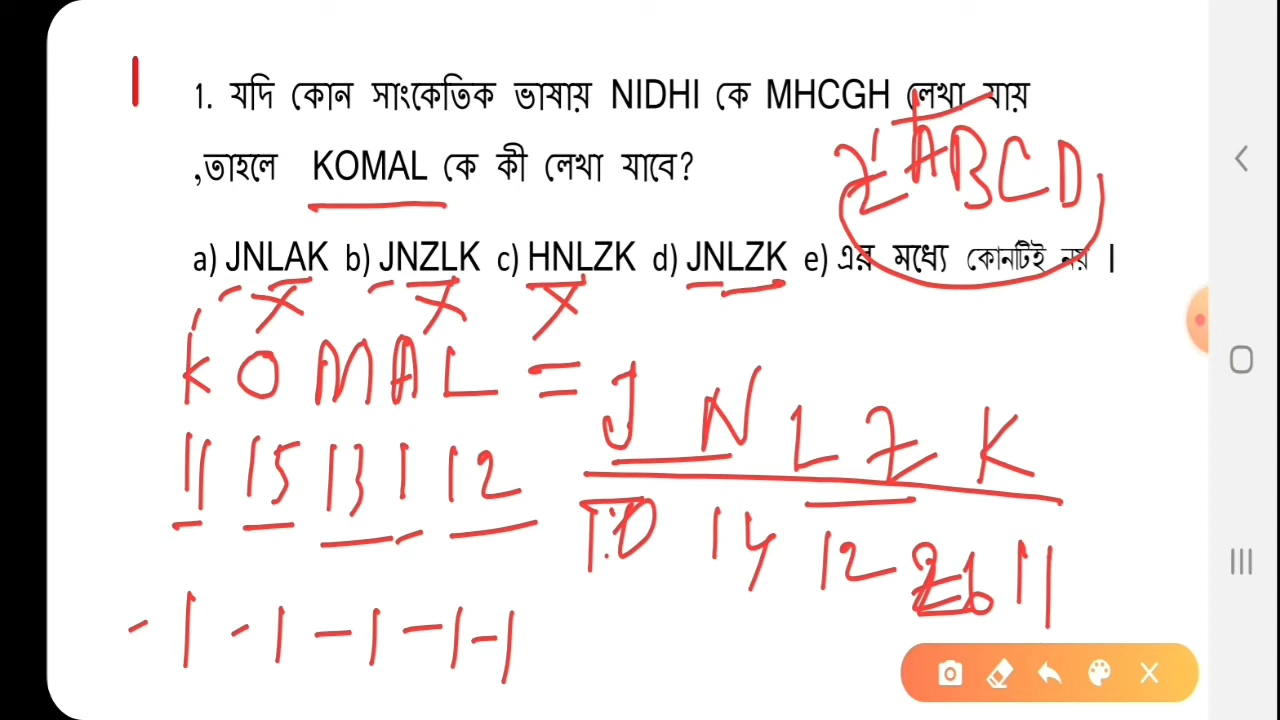 1. যদি কোন সাংকেতিক ভাষায় NIDHI কে MHCGH লেখা যায়
,তাহলে KOMAL কে কী লেখা যাবে?
Z ABCD
a) JNLAK b) JNZLK c) HNLZK d) JNLZK e) এর মধ্যে কোনটিই নয় ।
KOMAL = JNLZK
11 15 13 1 12 10 14 12 26 11
-1 -1 -1 -1 -1